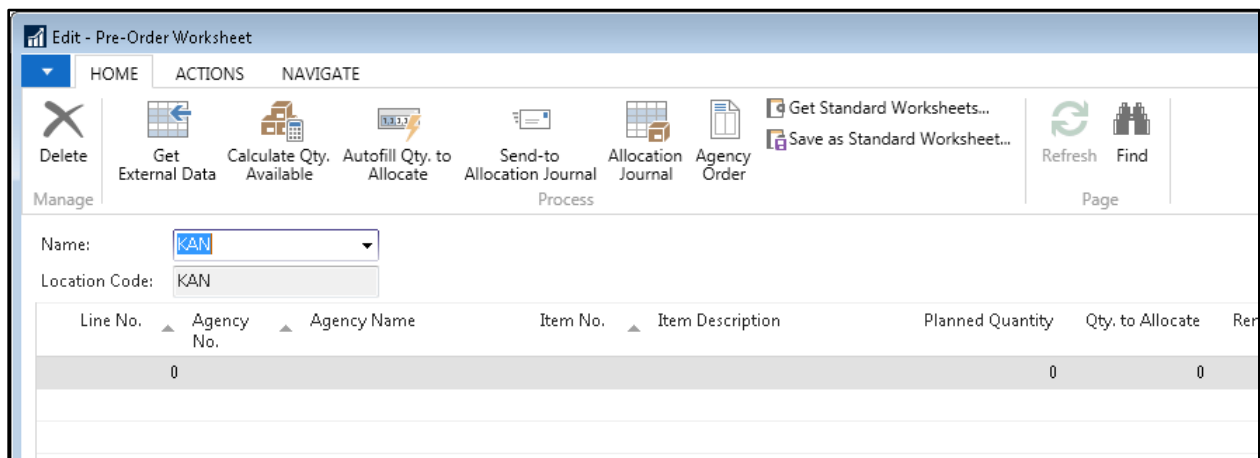 Edit - Pre-Order Worksheet
HOME ACTIONS NAVIGATE
Delete
Get External Data
Calculate Qty. Available
Autofill Qty. to Allocate
Send-to Allocation Journal
Allocation Journal
Agency Order
Get Standard Worksheets...
Save as Standard Worksheet...
Refresh
Find
Manage
Process
Page
Name: KAN
Location Code: KAN
Line No. Agency No. Agency Name Item No. Item Description Planned Quantity Qty. to Allocate Rer
0 0 0